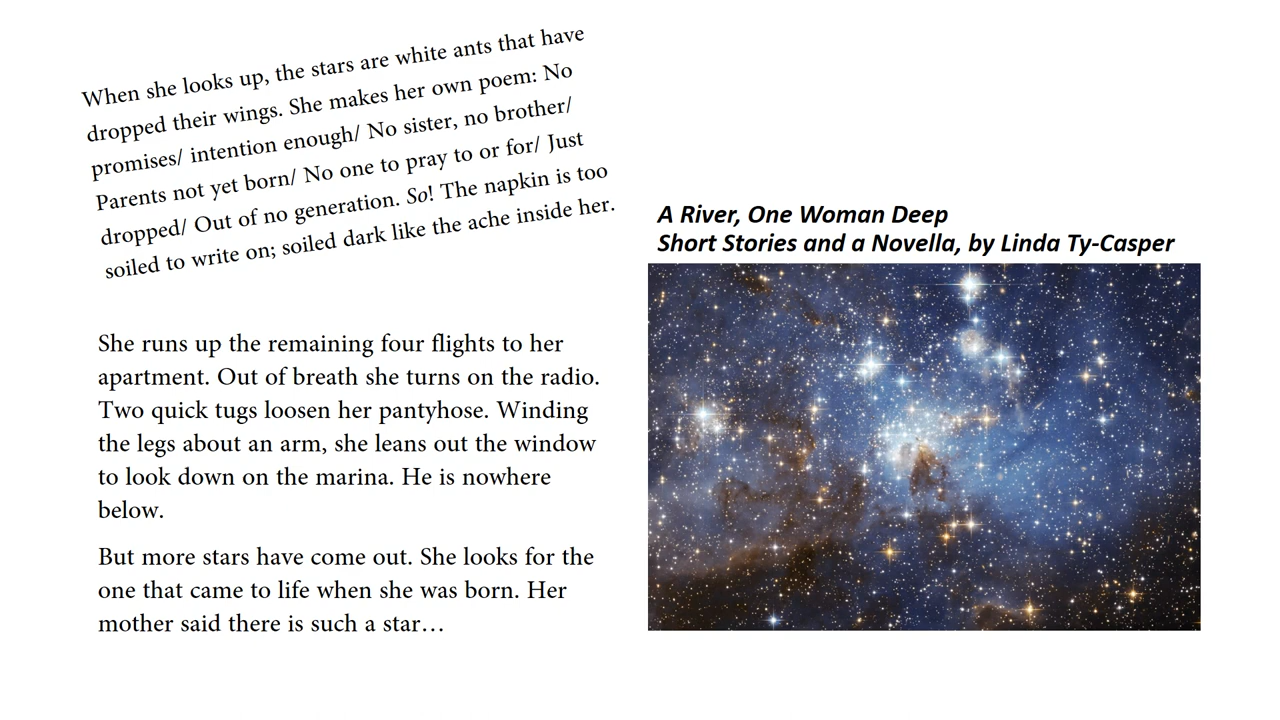 When she looks up, the stars are white ants that have
dropped their wings. She makes her own poem: No
promises/ intention enough/ No sister, no brother/
Parents not yet born/ No one to pray to or for/ Just
dropped/ Out of no generation. So! The napkin is too
soiled to write on; soiled dark like the ache inside her.
She runs up the remaining four flights to her
apartment. Out of breath she turns on the radio.
Two quick tugs loosen her pantyhose. Winding
the legs about an arm, she leans out the window
to look down on the marina. He is nowhere
below.
But more stars have come out. She looks for the
one that came to life when she was born. Her
mother said there is such a star…
A River, One Woman Deep
Short Stories and a Novella, by Linda Ty-Casper